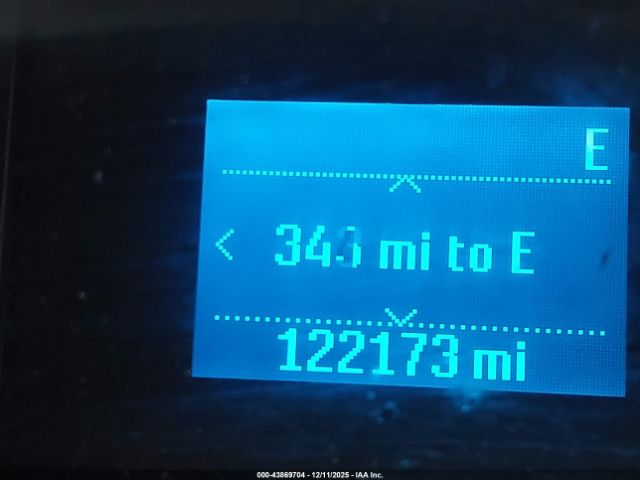 E
mi to E
122173 mi
000-43869704 - 12/11/2025 - IAA Inc.